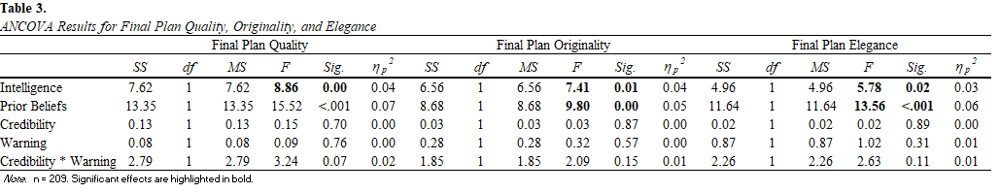 Table 3.
ANCOVA Results for Final Plan Quality, Originality, and Elegance
Final Plan Quality Final Plan Originality Final Plan Elegance
SS df MS F Sig. ηp² SS df MS F Sig. ηp² SS df MS F Sig. ηp²
Intelligence 7.62 1 7.62 8.86 0.00 0.04 6.56 1 6.56 7.41 0.01 0.04 4.96 1 4.96 5.78 0.02 0.03
Prior Beliefs 13.35 1 13.35 15.52 <.001 0.07 8.68 1 8.68 9.80 0.00 0.05 11.64 1 11.64 13.56 <.001 0.06
Credibility 0.13 1 0.13 0.15 0.70 0.00 0.03 1 0.03 0.03 0.87 0.00 0.02 1 0.02 0.02 0.89 0.00
Warning 0.08 1 0.08 0.09 0.76 0.00 0.28 1 0.28 0.32 0.57 0.00 0.87 1 0.87 1.02 0.31 0.01
Credibility * Warning 2.79 1 2.79 3.24 0.07 0.02 1.85 1 1.85 2.09 0.15 0.01 2.26 1 2.26 2.63 0.11 0.01
Note. n = 209. Significant effects are highlighted in bold.